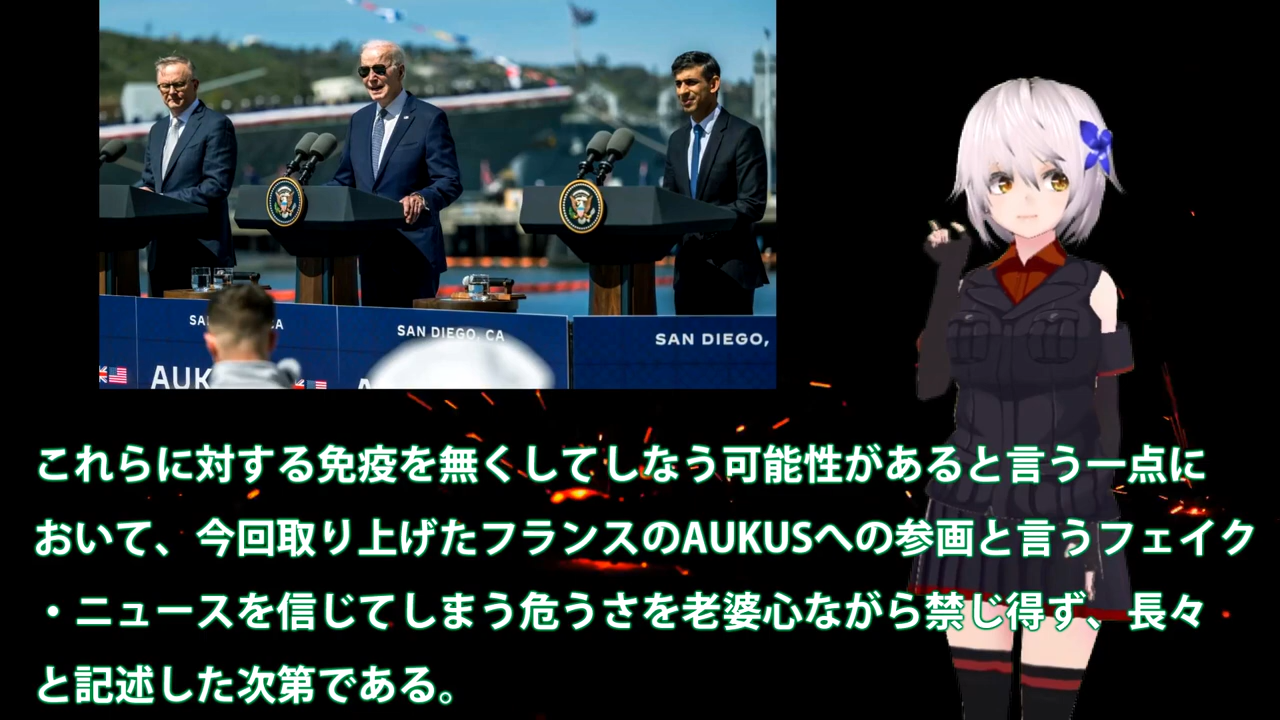 SAN DIEGO, CA
SAN DIEGO,
AUK
これらに対する免疫を無くしてしなう可能性があると言う一点に
おいて、今回取り上げたフランスのAUKUSへの参画と言うフェイク
・ニュースを信じてしまう危うさを老婆心ながら禁じ得ず、長々
と記述した次第である。